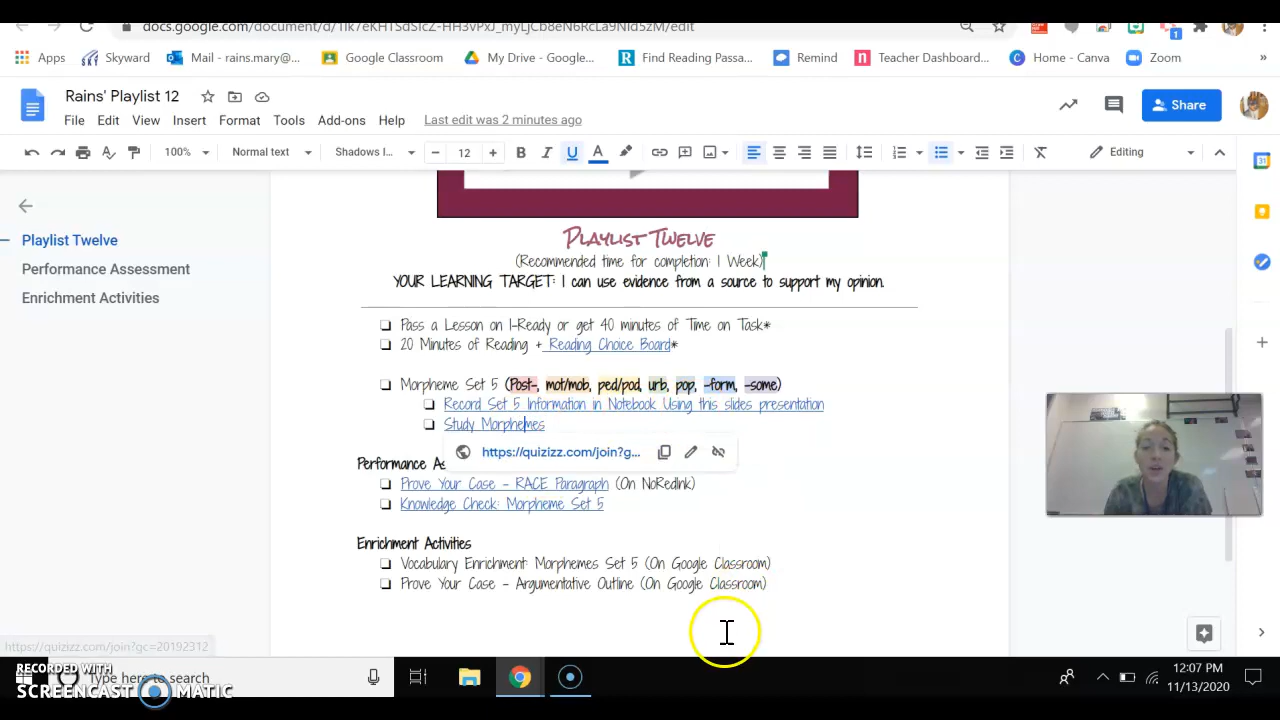 docs.google.com/document/d/
Apps Skyward Mail - rains.mary@... Google Classroom My Drive - Google... Find Reading Passa... Remind Teacher Dashboard... Home - Canva Zoom »
Rains' Playlist 12
Share
File Edit View Insert Format Tools Add-ons Help Last edit was 2 minutes ago
100% Normal text Shadows I... - 12 + B I U A Editing
Playlist Twelve
Performance Assessment
Enrichment Activities
Playlist Twelve
(Recommended time for completion: 1 Week)
YOUR LEARNING TARGET: I can use evidence from a source to support my opinion.
Pass a Lesson on I-Ready or get 40 minutes of Time on Task*
20 Minutes of Reading + Reading Choice Board*
Morpheme Set 5 (Post-, mot/mob, ped/pod, urb, pop, -form, -some)
Record Set 5 Information in Notebook Using this slides presentation
Study Morphemes
https://quizizz.com/join?g...
Performance As
Prove Your Case - RACE Paragraph (On NoRedInk)
Knowledge Check: Morpheme Set 5
Enrichment Activities
Vocabulary Enrichment: Morphemes Set 5 (On Google Classroom)
Prove Your Case - Argumentative Outline (On Google Classroom)
https://quizizz.com/join?gc=20192312
RECORDED WITH
SCREENCAST MATIC
Type here to search
12:07 PM
11/13/2020